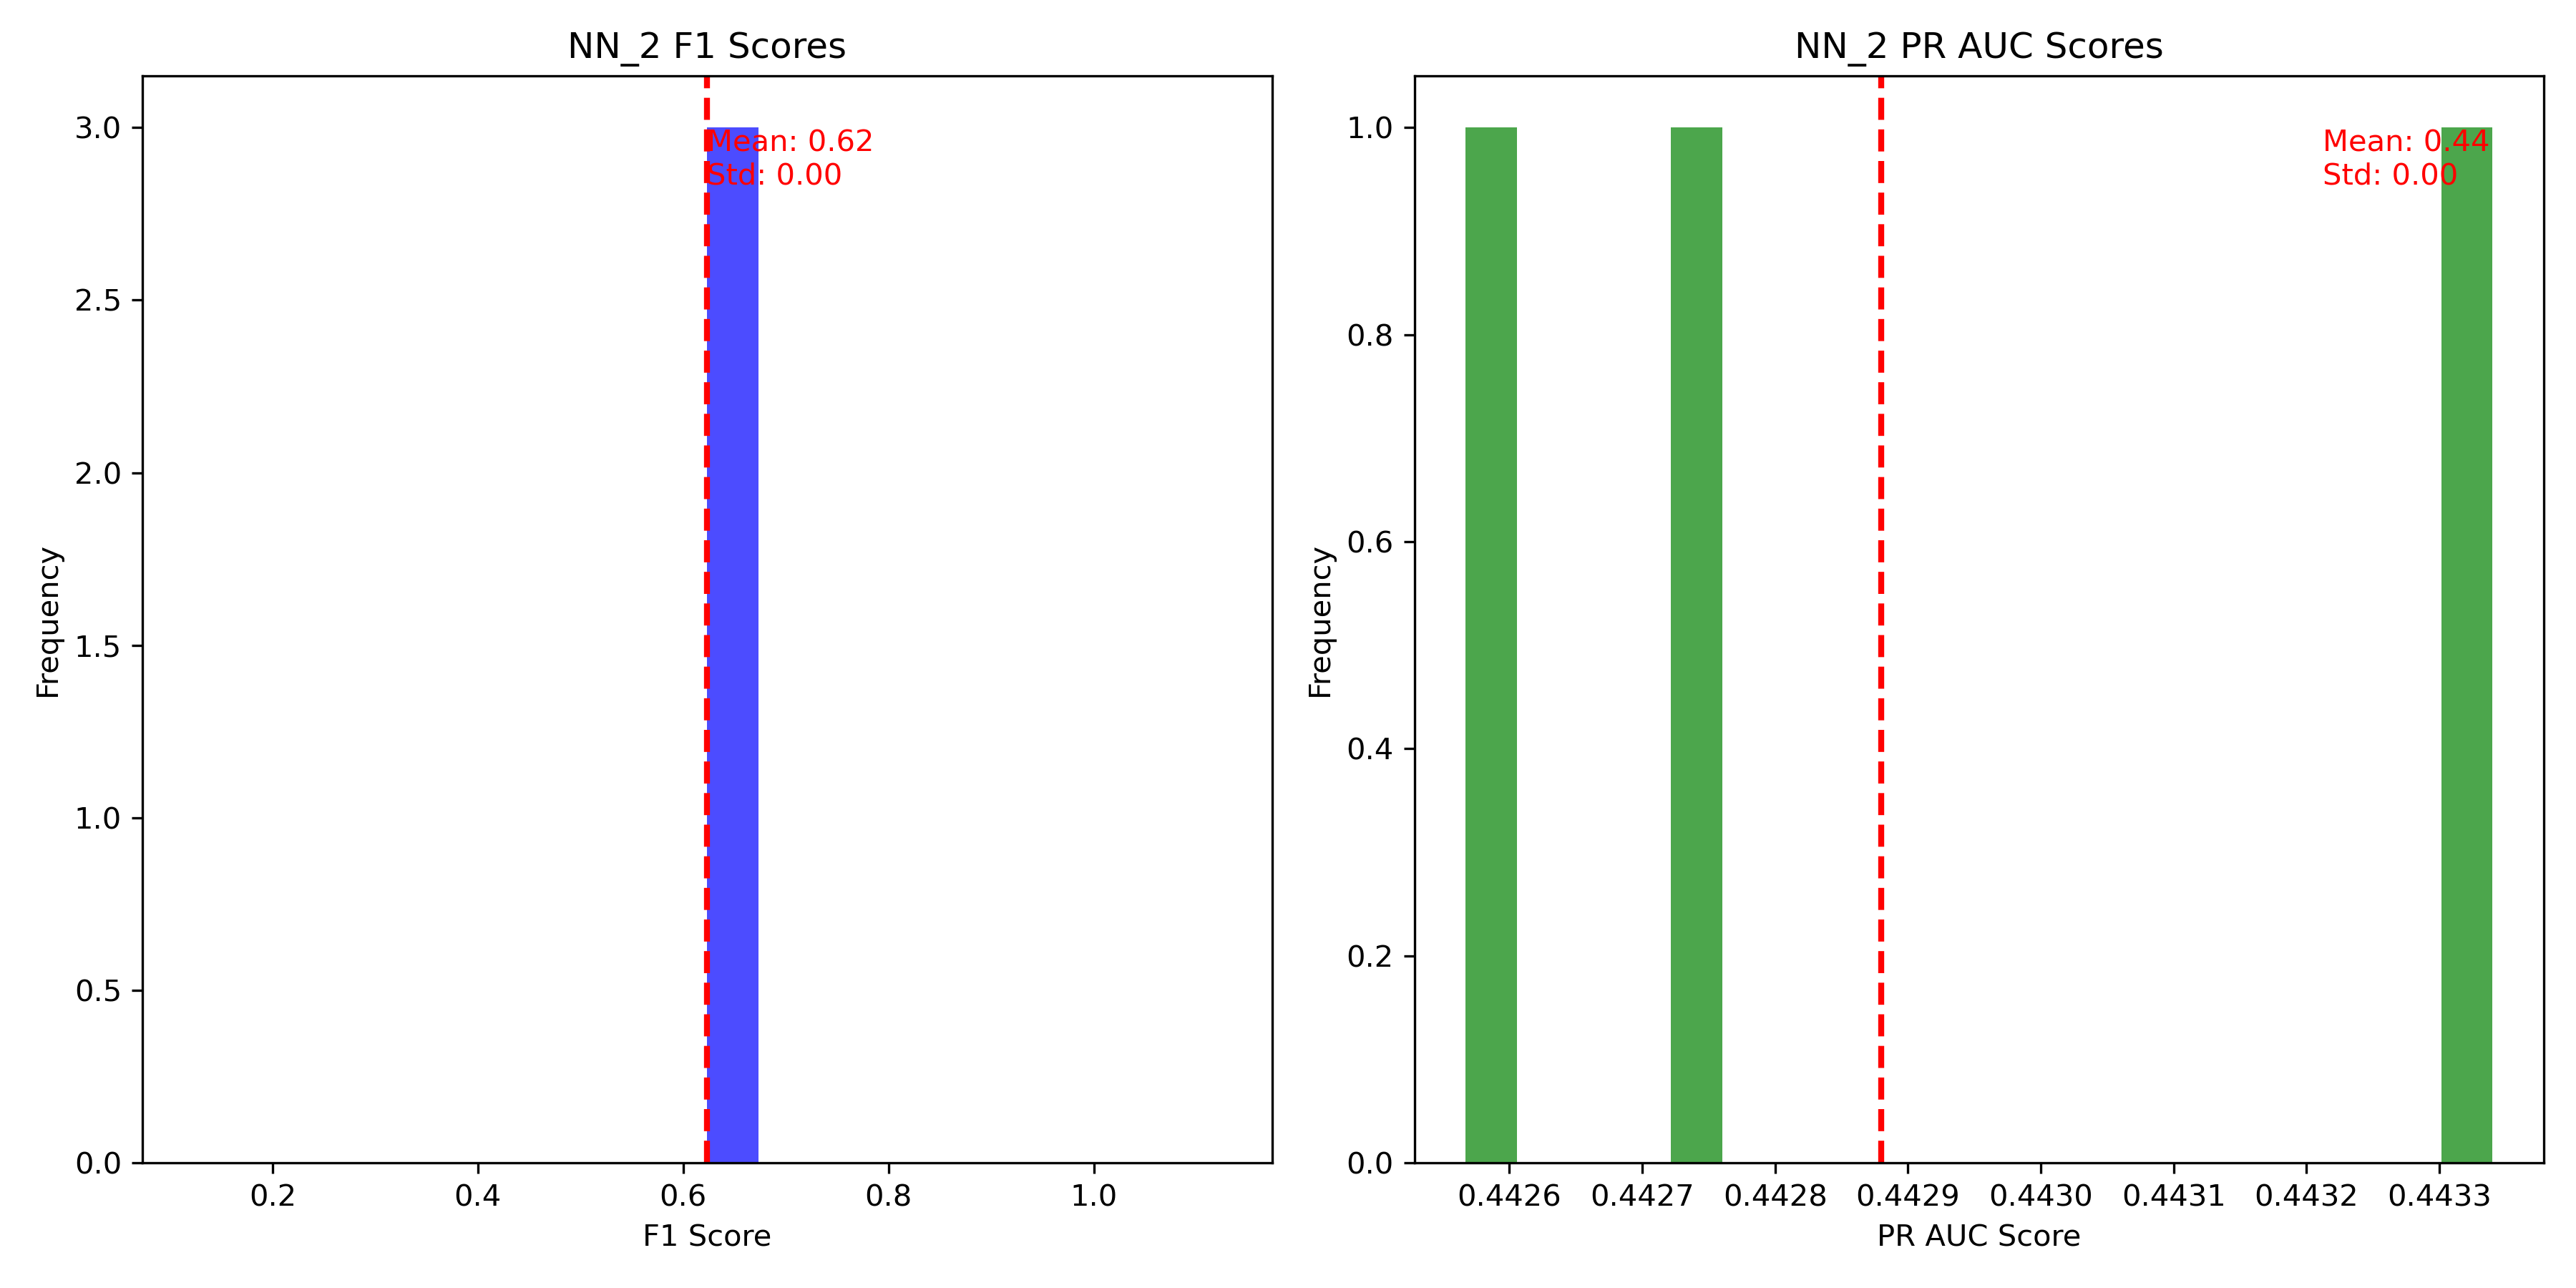 NN_2 F1 Scores
3.0
2.5
2.0
1.5
1.0
0.5
0.0
Frequency
Mean: 0.62
Std: 0.00
0.2 0.4 0.6 0.8 1.0
F1 Score
NN_2 PR AUC Scores
1.0
0.8
0.6
0.4
0.2
0.0
Frequency
Mean: 0.44
Std: 0.00
0.4426 0.4427 0.4428 0.4429 0.4430 0.4431 0.4432 0.4433
PR AUC Score